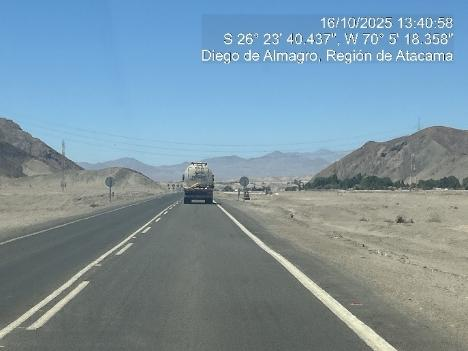 16/10/2025 13:40:58
S 26° 23' 40.437", W 70° 5' 18.358"
Diego de Almagro, Región de Atacama